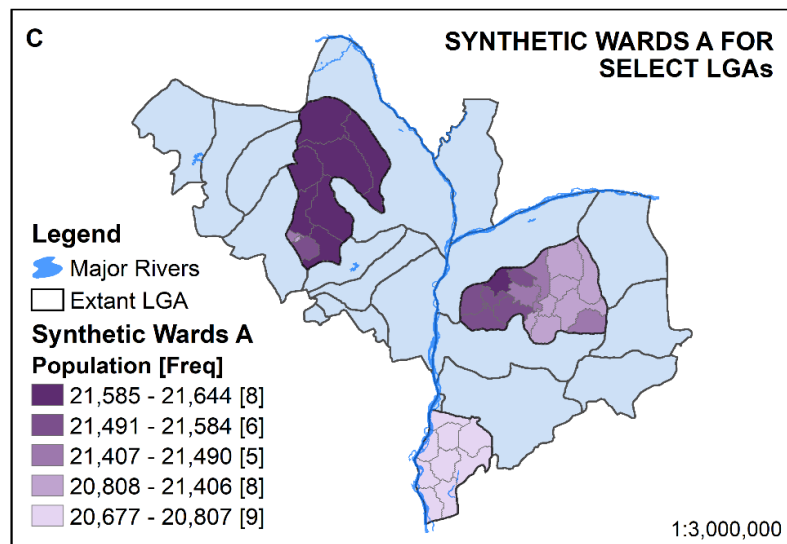 C
SYNTHETIC WARDS A FOR
SELECT LGAs
Legend
Major Rivers
Extant LGA
Synthetic Wards A
Population [Freq]
21,585 - 21,644 [8]
21,491 - 21,584 [6]
21,407 - 21,490 [5]
20,808 - 21,406 [8]
20,677 - 20,807 [9]
1:3,000,000